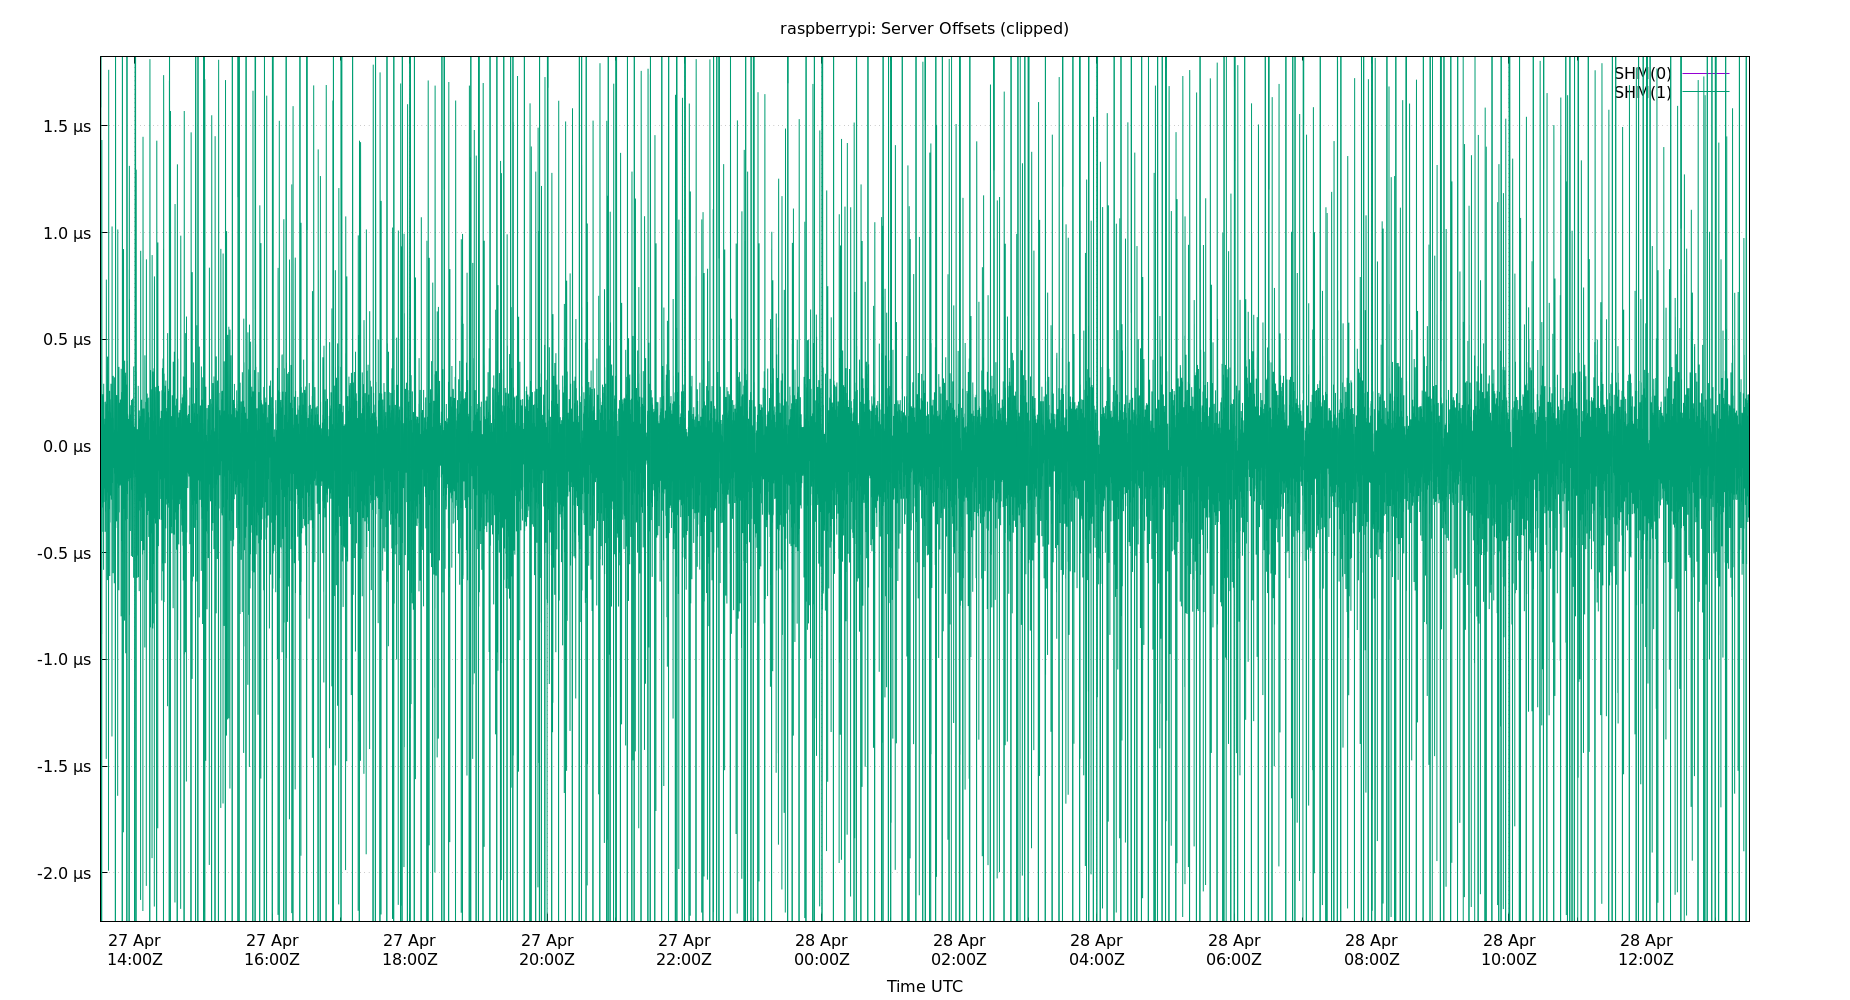 raspberrypi: Server Offsets (clipped)
SHM(0)
SHM(1)
1.5 µs
1.0 µs
0.5 µs
0.0 µs
-0.5 µs
-1.0 µs
-1.5 µs
-2.0 µs
27 Apr 27 Apr 27 Apr 27 Apr 27 Apr 28 Apr 28 Apr 28 Apr 28 Apr 28 Apr 28 Apr 28 Apr
14:00Z 16:00Z 18:00Z 20:00Z 22:00Z 00:00Z 02:00Z 04:00Z 06:00Z 08:00Z 10:00Z 12:00Z
Time UTC